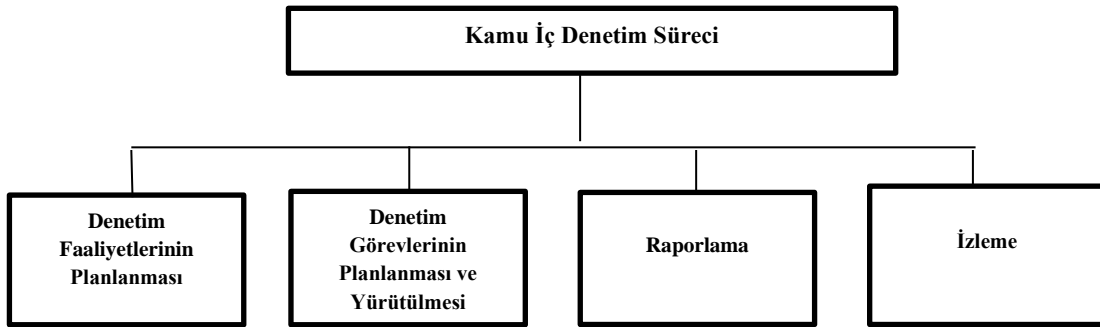 Kamu İç Denetim Süreci
Denetim
Faaliyetlerinin
Planlanması
Denetim
Görevlerinin
Planlanması ve
Yürütülmesi
Raporlama
İzleme